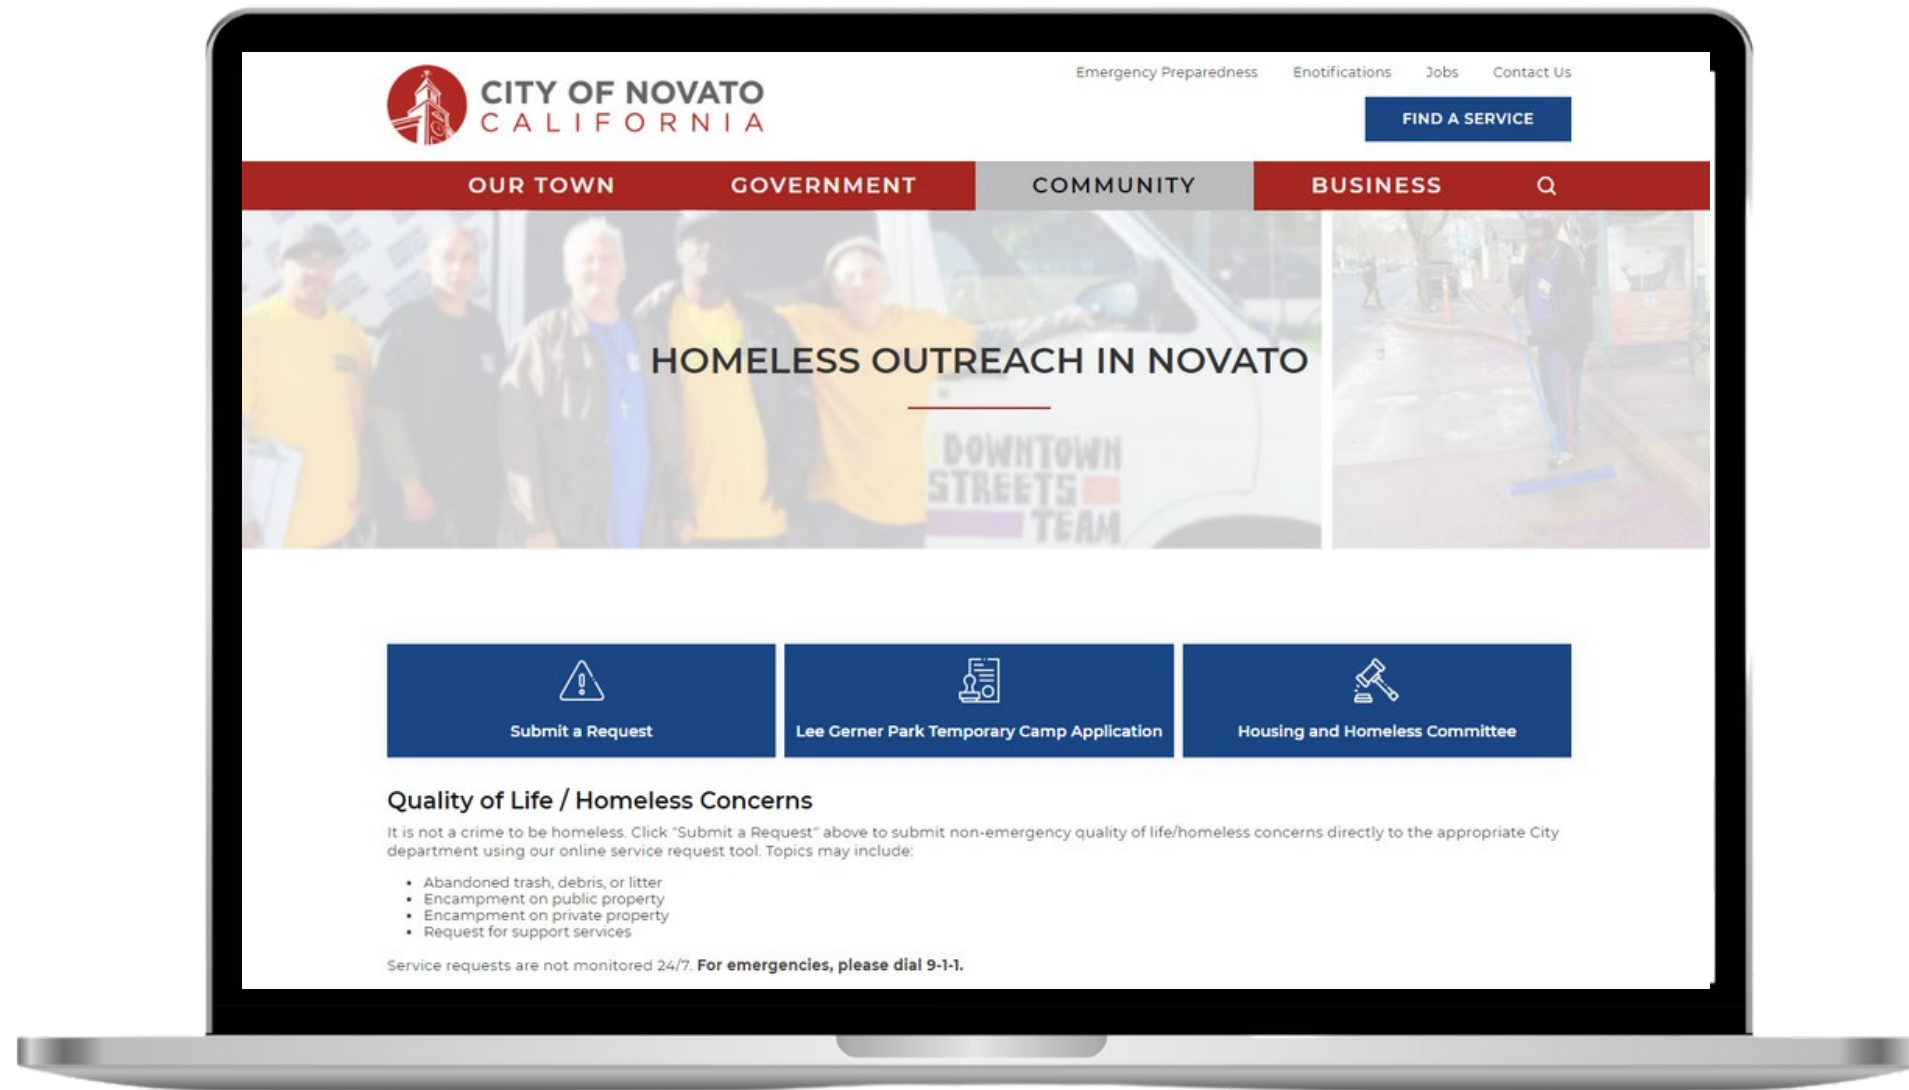 CITY OF NOVATO
CALIFORNIA
Emergency Preparedness Enotifications Jobs Contact Us
FIND A SERVICE
OUR TOWN GOVERNMENT COMMUNITY BUSINESS
HOMELESS OUTREACH IN NOVATO
DOWNTOWN
STREETS
TEAM
Submit a Request
Lee Gerner Park Temporary Camp Application
Housing and Homeless Committee
Quality of Life / Homeless Concerns
It is not a crime to be homeless. Click "Submit a Request" above to submit non-emergency quality of life/homeless concerns directly to the appropriate City
department using our online service request tool. Topics may include:
• Abandoned trash, debris, or litter
• Encampment on public property
• Encampment on private property
• Request for support services
Service requests are not monitored 24/7. For emergencies, please dial 9-1-1.